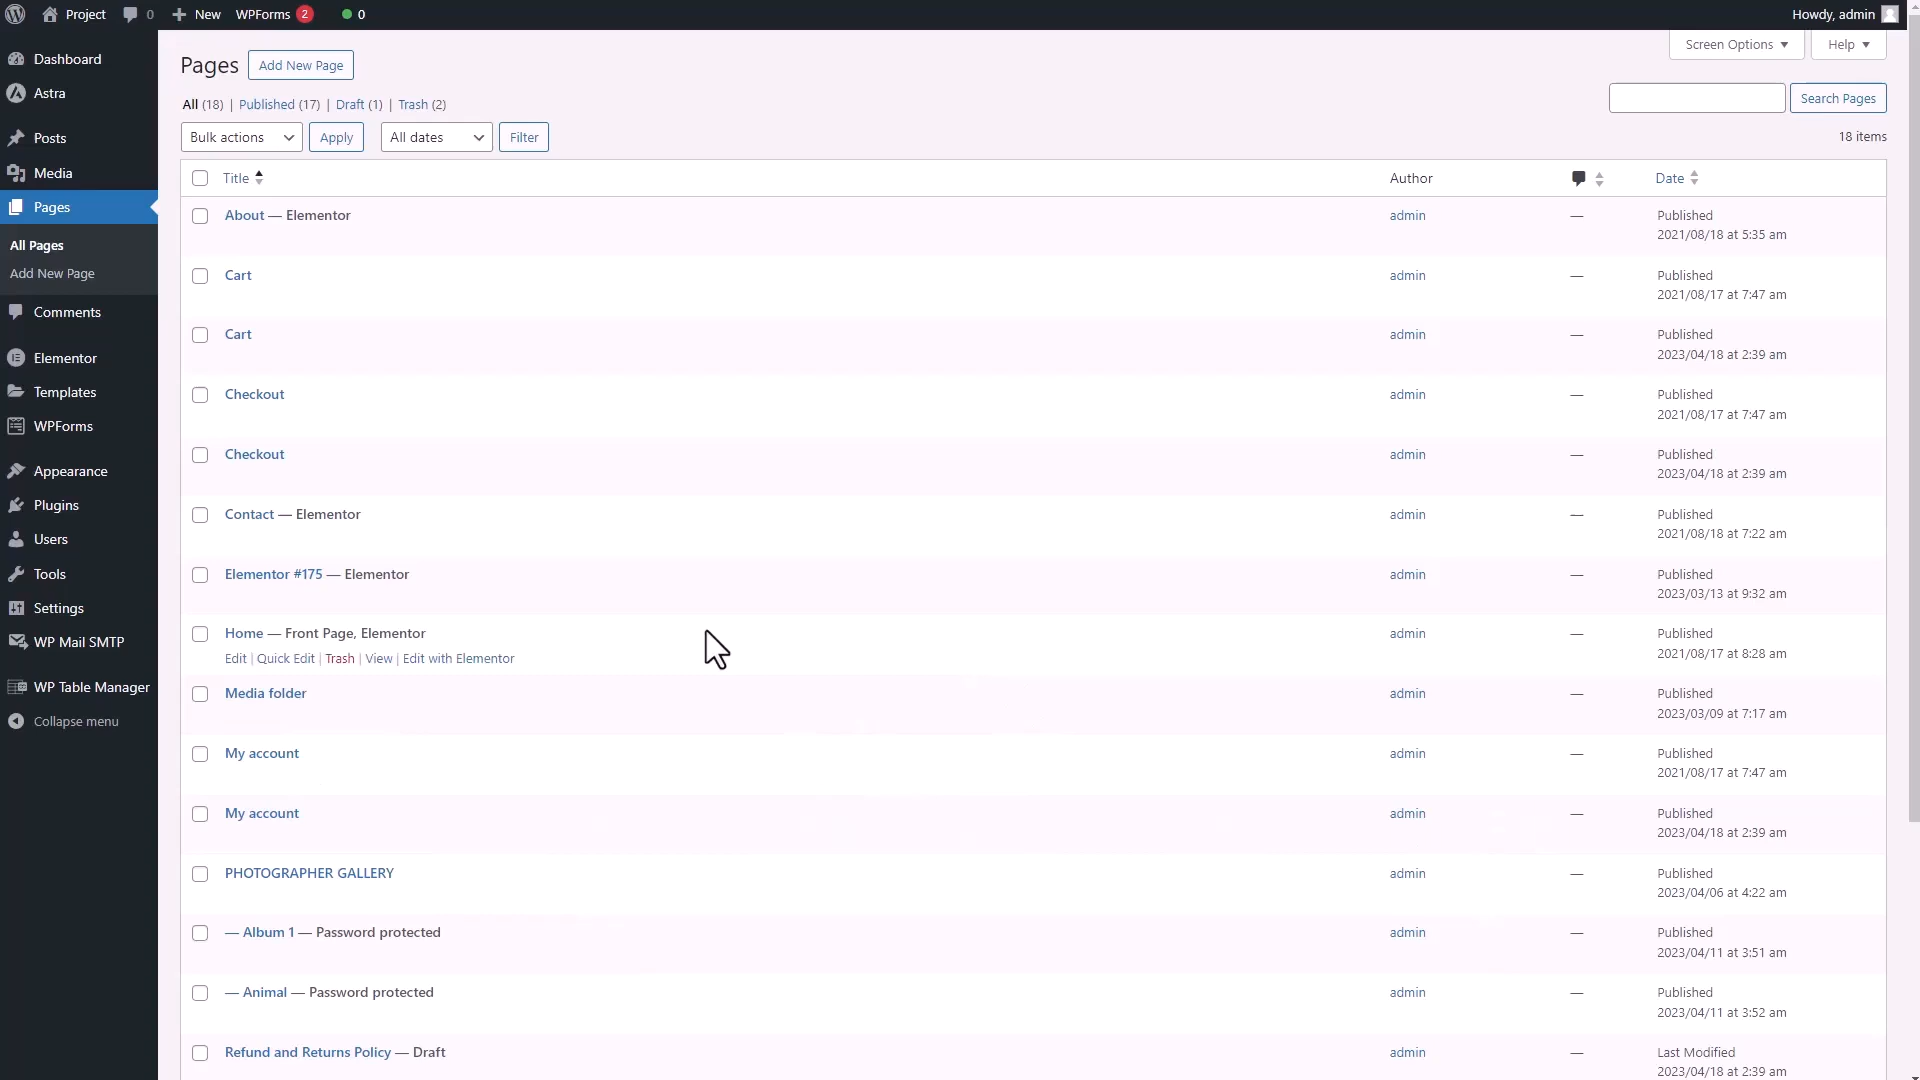 Project 0 New WPForms 2 0 Howdy, admin
Dashboard
Astra
Posts
Media
Pages
All Pages
Add New Page
Comments
Elementor
Templates
WPForms
Appearance
Plugins
Users
Tools
Settings
WP Mail SMTP
WP Table Manager
Collapse menu
Screen Options Help
Pages Add New Page
All (18) | Published (17) | Draft (1) | Trash (2)
Search Pages
Bulk actions Apply All dates Filter 18 items
Title Author Date
About — Elementor admin — Published
2021/08/18 at 5:35 am
Cart admin — Published
2021/08/17 at 7:47 am
Cart admin — Published
2023/04/18 at 2:39 am
Checkout admin — Published
2021/08/17 at 7:47 am
Checkout admin — Published
2023/04/18 at 2:39 am
Contact — Elementor admin — Published
2021/08/18 at 7:22 am
Elementor #175 — Elementor admin — Published
2023/03/13 at 9:32 am
Home — Front Page, Elementor admin — Published
Edit | Quick Edit | Trash | View | Edit with Elementor 2021/08/17 at 8:28 am
Media folder admin — Published
2023/03/09 at 7:17 am
My account admin — Published
2021/08/17 at 7:47 am
My account admin — Published
2023/04/18 at 2:39 am
PHOTOGRAPHER GALLERY admin — Published
2023/04/06 at 4:22 am
— Album 1 — Password protected admin — Published
2023/04/11 at 3:51 am
— Animal — Password protected admin — Published
2023/04/11 at 3:52 am
Refund and Returns Policy — Draft admin — Last Modified
2023/04/18 at 2:39 am